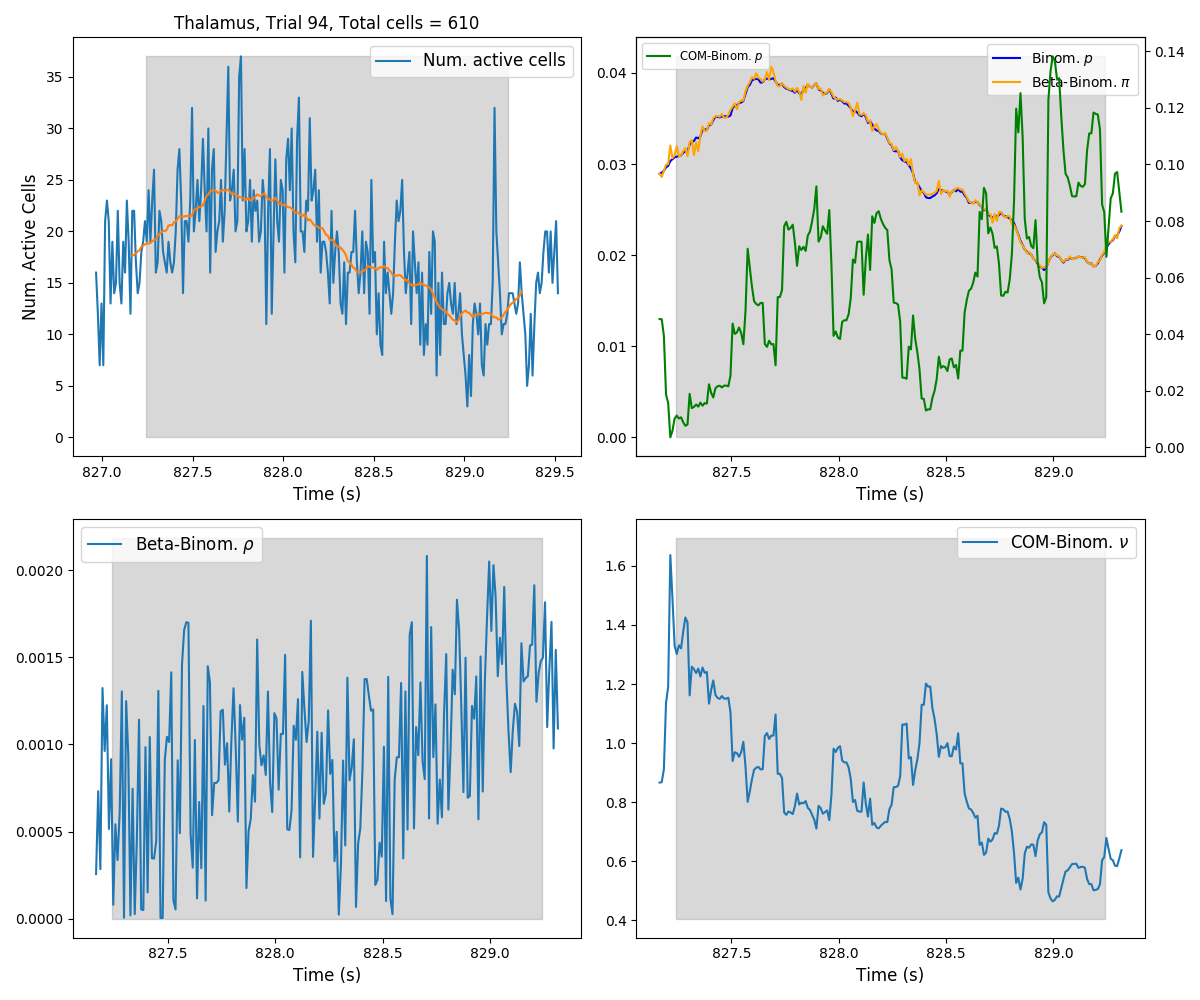 Thalamus, Trial 94, Total cells = 610
Num. active cells
Num. Active Cells
35
30
25
20
15
10
5
0
827.0 827.5 828.0 828.5 829.0 829.5
Time (s)
COM-Binom. p
Binom. p
Beta-Binom. π
0.04
0.03
0.02
0.01
0.00
0.14
0.12
0.10
0.08
0.06
0.04
0.02
0.00
827.5 828.0 828.5 829.0
Time (s)
Beta-Binom. ρ
0.0020
0.0015
0.0010
0.0005
0.0000
827.5 828.0 828.5 829.0
Time (s)
COM-Binom. ν
1.6
1.4
1.2
1.0
0.8
0.6
0.4
827.5 828.0 828.5 829.0
Time (s)